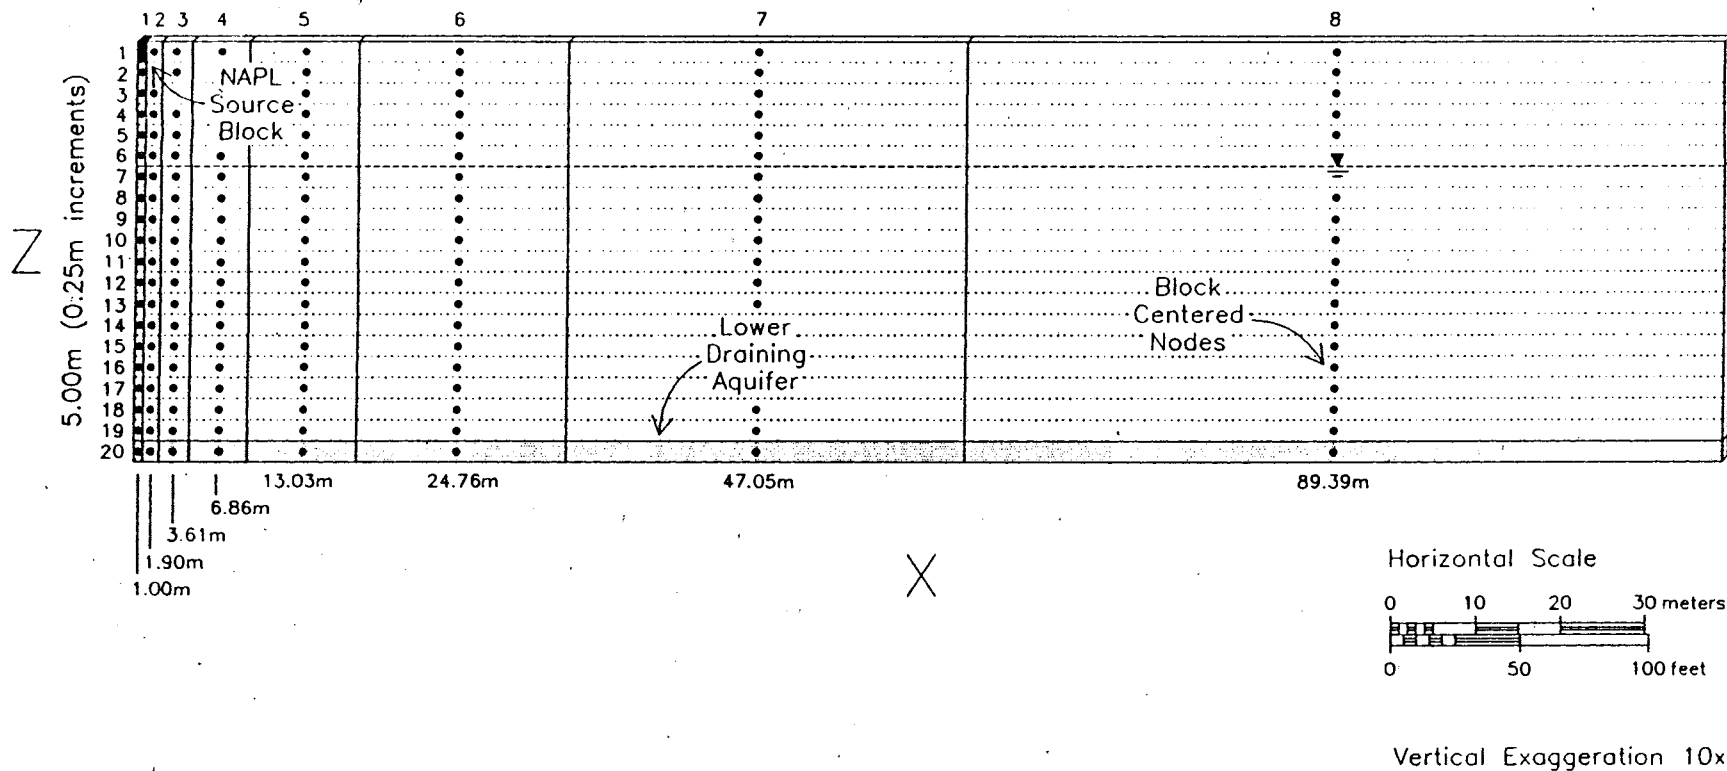 1 2 3 4 5 6 7 8
1
2
3
4
5
6
7
8
9
10
11
12
13
14
15
16
17
18
19
20
Z
5.00m (0.25m increments)
NAPL
Source
Block
Lower
Draining
Aquifer
Block
Centered
Nodes
13.03m 24.76m 47.05m 89.39m
6.86m
3.61m
1.90m
1.00m
X
Horizontal Scale
0 10 20 30 meters
0 50 100 feet
Vertical Exaggeration 10x